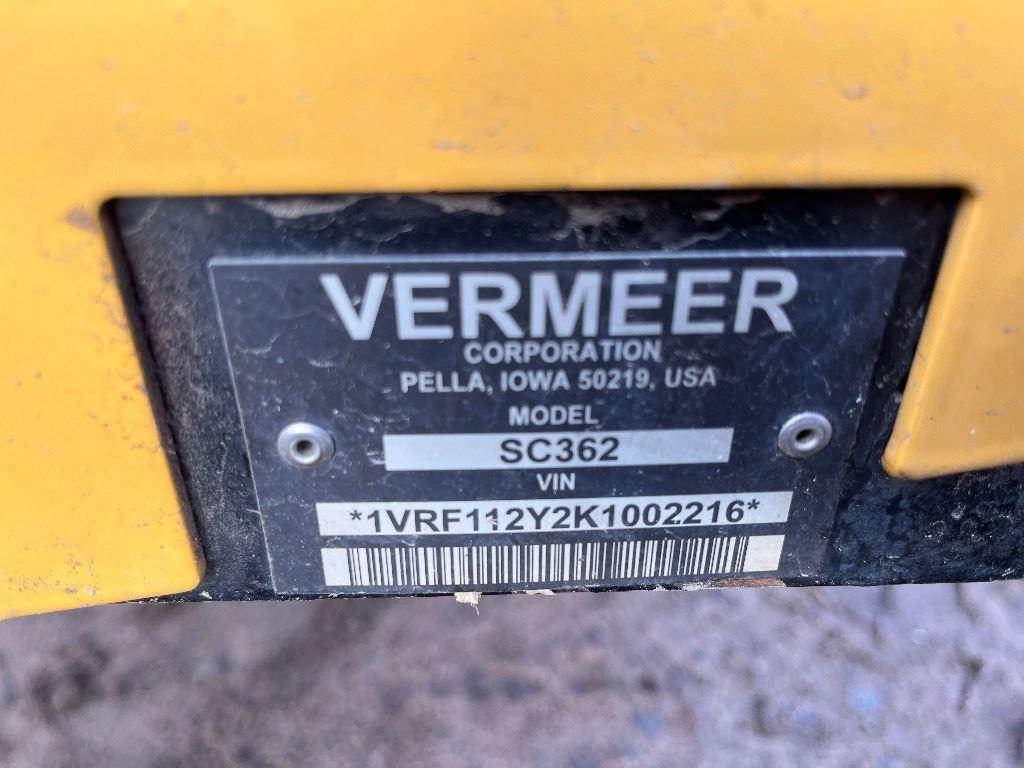 VERMEER
CORPORATION
PELLA, IOWA 50219, USA
MODEL
SC362
VIN
*1VRF112Y2K1002216*